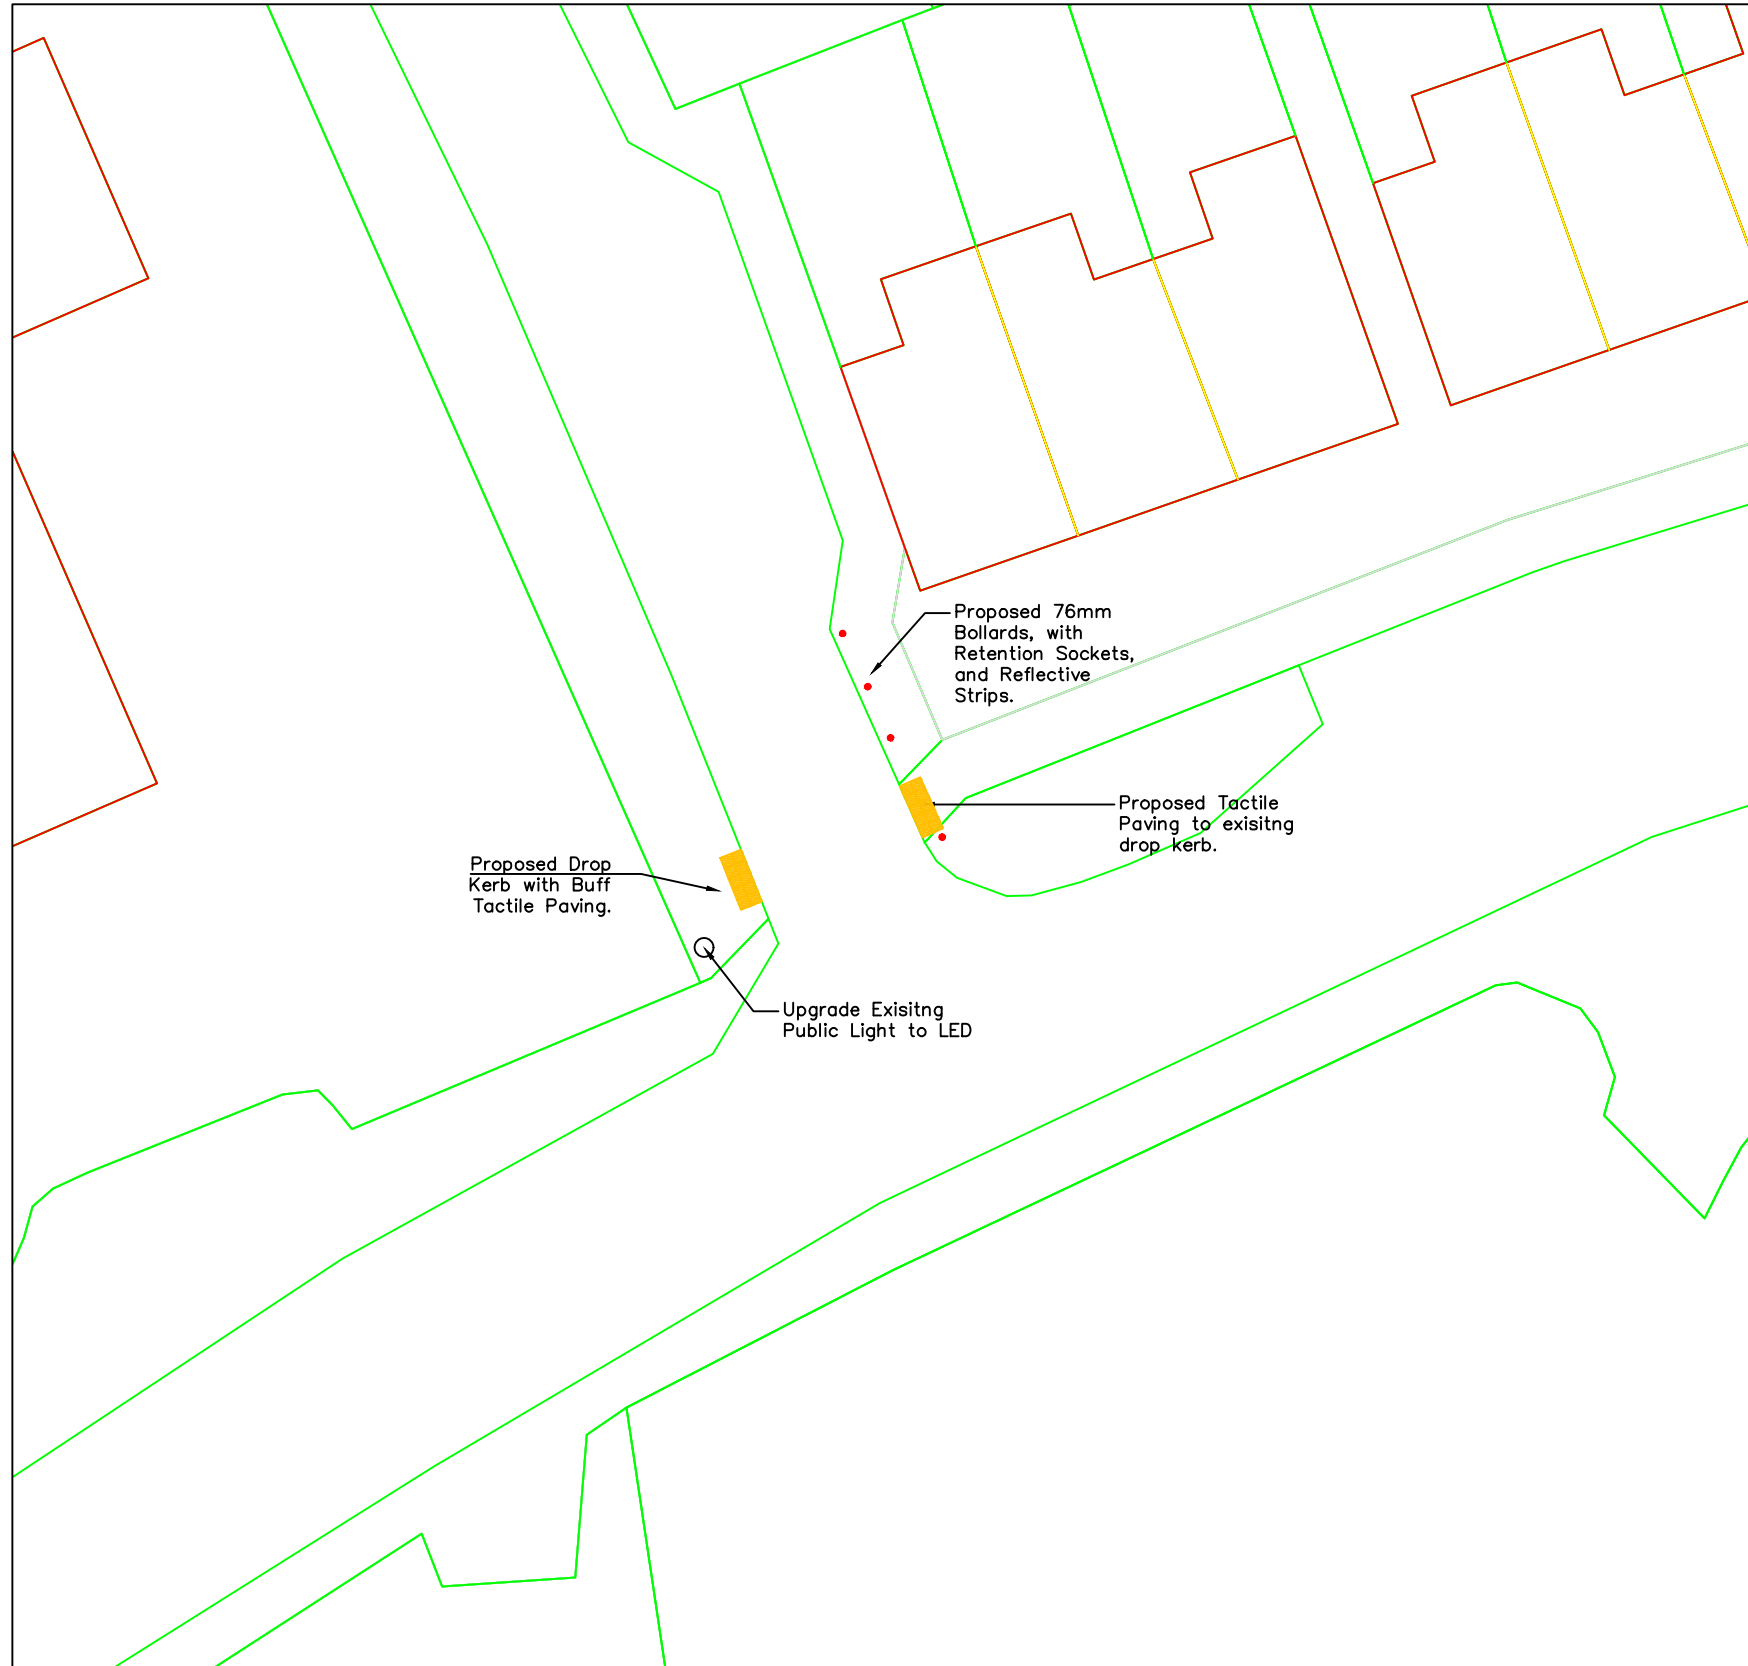 Proposed 76mm
Bollards, with
Retention Sockets,
and Reflective
Strips.
Proposed Tactile
Paving to exisitng
drop kerb.
Proposed Drop
Kerb with Buff
Tactile Paving.
Upgrade Exisitng
Public Light to LED